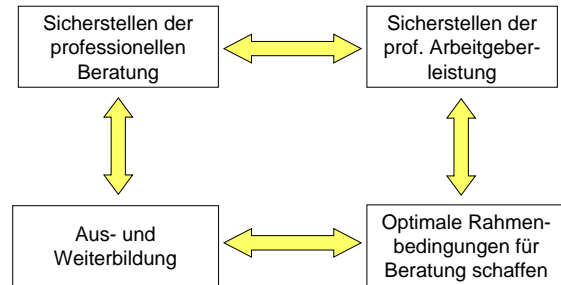 Sicherstellen der
professionellen
Beratung
Sicherstellen der
prof. Arbeitgeber-
leistung
Aus- und
Weiterbildung
Optimale Rahmen-
bedingungen für
Beratung schaffen